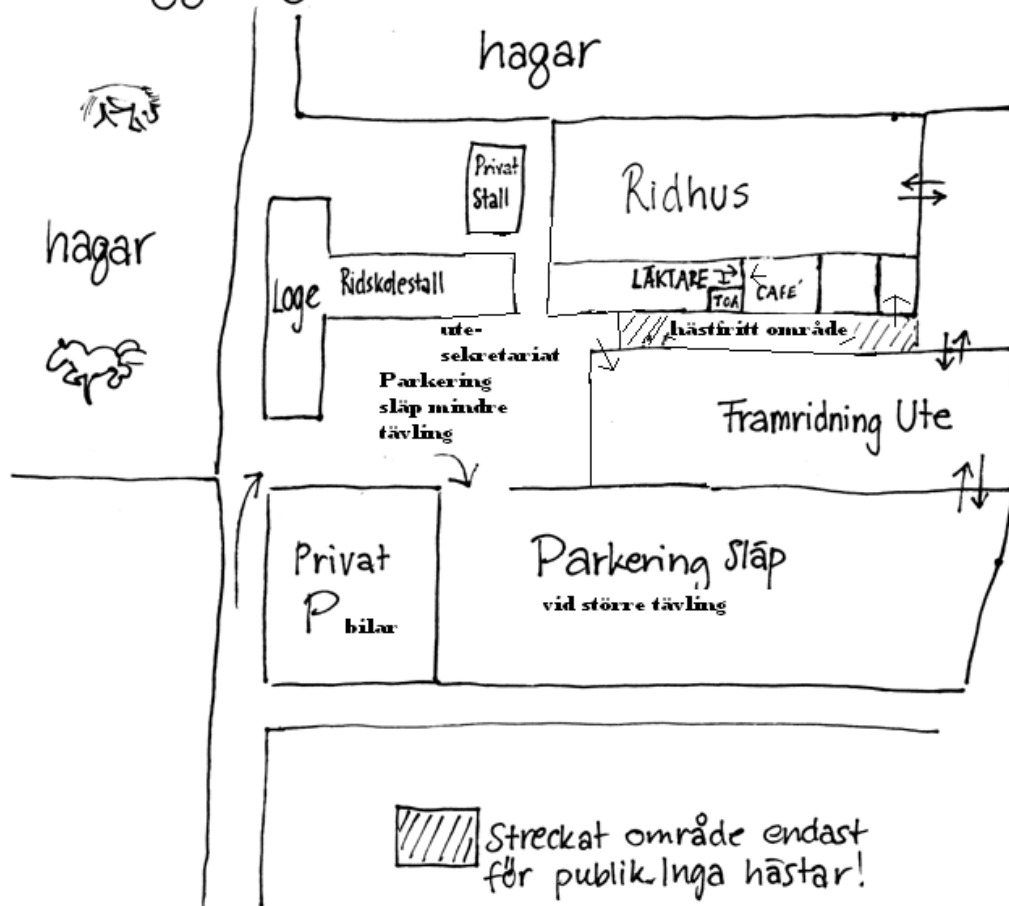 hagar
Privat
Stall
Ridhus
hagar
Loge
Ridskolestall
LÄKTARE
TOA
CAFE'
hästfritt område
ute-
sekretariat
Parkering
släp mindre
tävling
Framridning Ute
Privat
P bilar
Parkering släp
vid större tävling
Streckat område endast
för publik. Inga hästar!